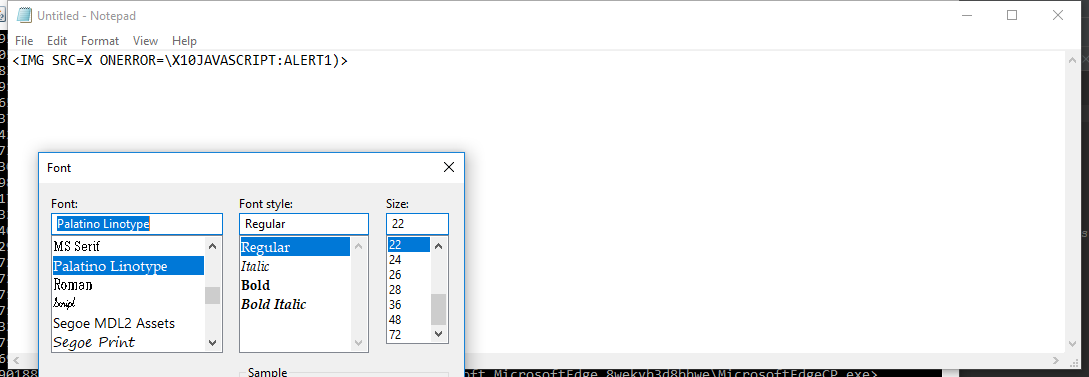 Untitled - Notepad
File Edit Format View Help
<IMG SRC=X ONERROR=\X10JAVASCRIPT:ALERT1)>
Font
Font: Font style: Size:
Palatino Linotype Regular 22
MS Serif Regular 22
Palatino Linotype Italic 24
Roman Bold 26
Script Bold Italic 28
Segoe MDL2 Assets 36
Segoe Print 48
72
Sample
soft.MicrosoftEdge_8wekyb3d8bbwe\MicrosoftEdgeCP.exe>